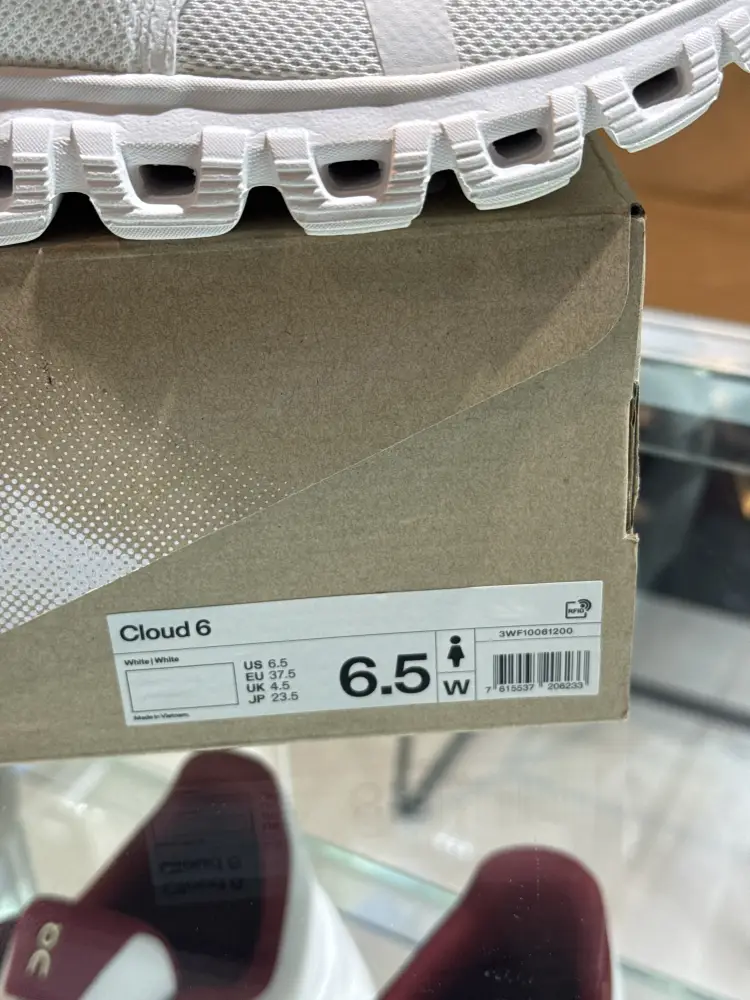 Cloud 6
RFID
White | White
US 6.5
EU 37.5
UK 4.5
JP 23.5
6.5
W
3WF10061200
7 615537 206233
Made in Vietnam